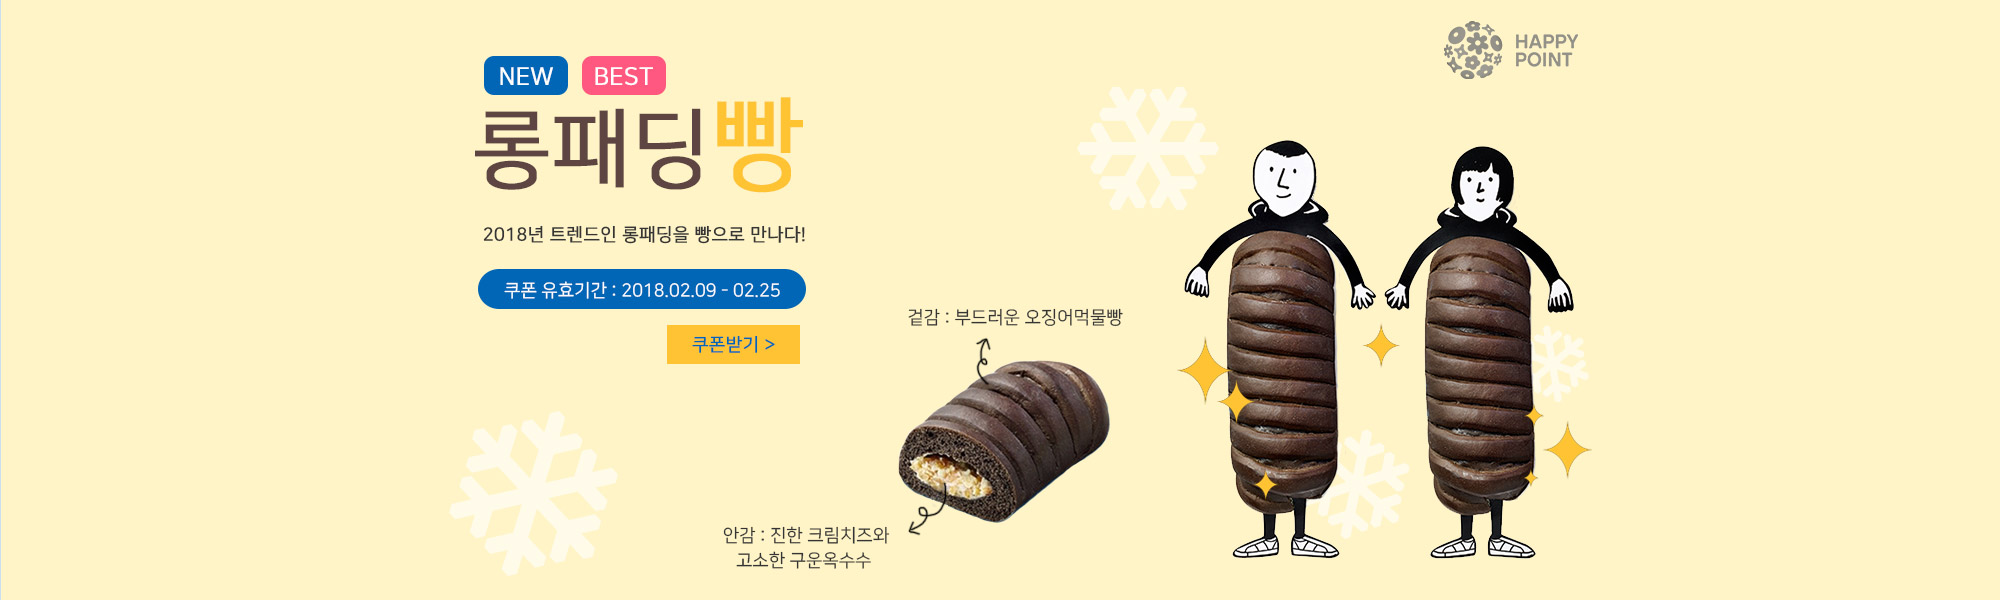 HAPPY
POINT
NEW BEST
롱패딩빵
2018년 트렌드인 롱패딩을 빵으로 만나다!
쿠폰 유효기간 : 2018.02.09 - 02.25
쿠폰받기 >
겉감 : 부드러운 오징어먹물빵
안감 : 진한 크림치즈와
고소한 구운옥수수